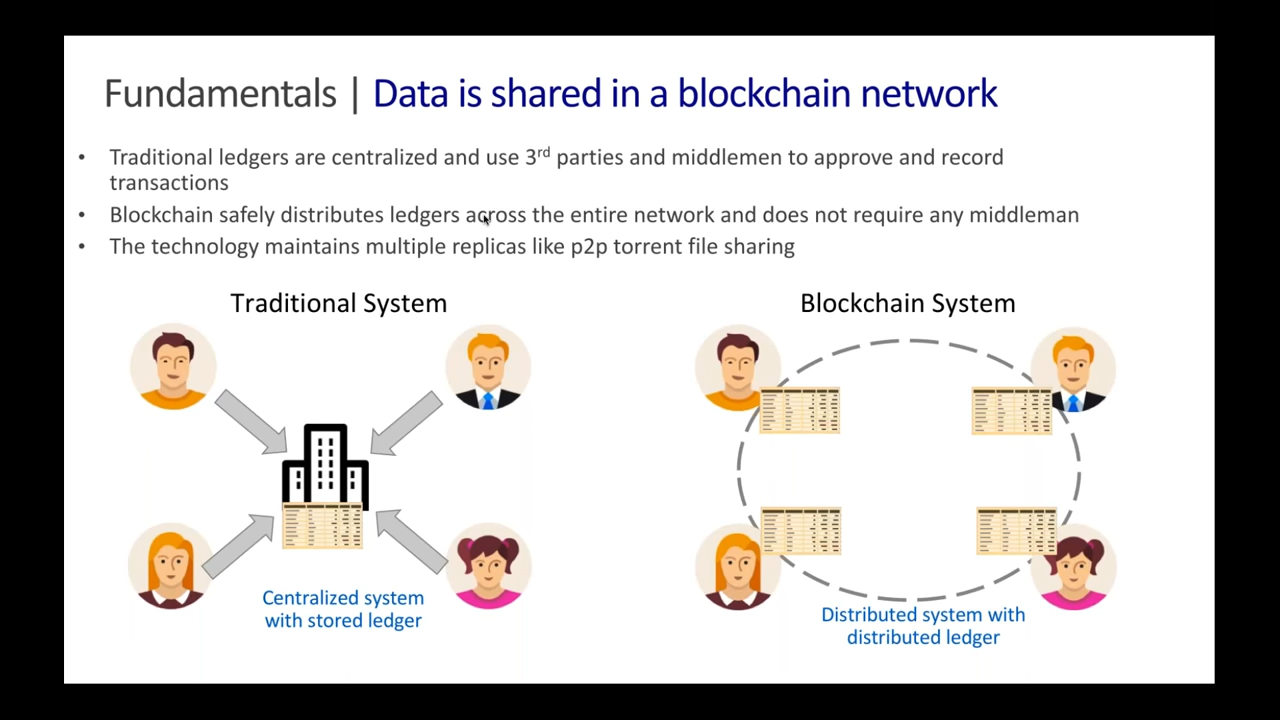 Fundamentals | Data is shared in a blockchain network
• Traditional ledgers are centralized and use 3rd parties and middlemen to approve and record
transactions
• Blockchain safely distributes ledgers across the entire network and does not require any middleman
• The technology maintains multiple replicas like p2p torrent file sharing
Traditional System
Centralized system
with stored ledger
Blockchain System
Distributed system with
distributed ledger